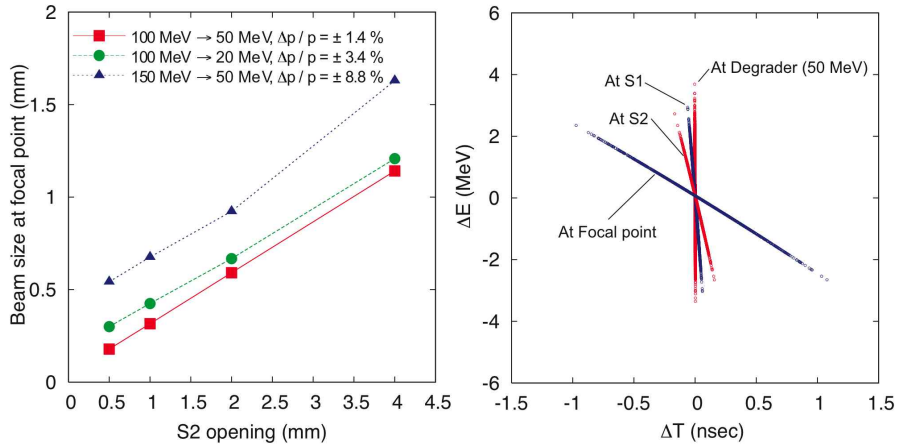 2
1.5
1
0.5
0
Beam size at focal point (mm)
100 MeV → 50 MeV, Δp / p = ± 1.4 %
100 MeV → 20 MeV, Δp / p = ± 3.4 %
150 MeV → 50 MeV, Δp / p = ± 8.8 %
0 0.5 1 1.5 2 2.5 3 3.5 4 4.5
S2 opening (mm)
6
4
2
0
-2
-4
-6
ΔE (MeV)
At Degrader (50 MeV)
At S1
At S2
At Focal point
-1.5 -1 -0.5 0 0.5 1 1.5
ΔT (nsec)